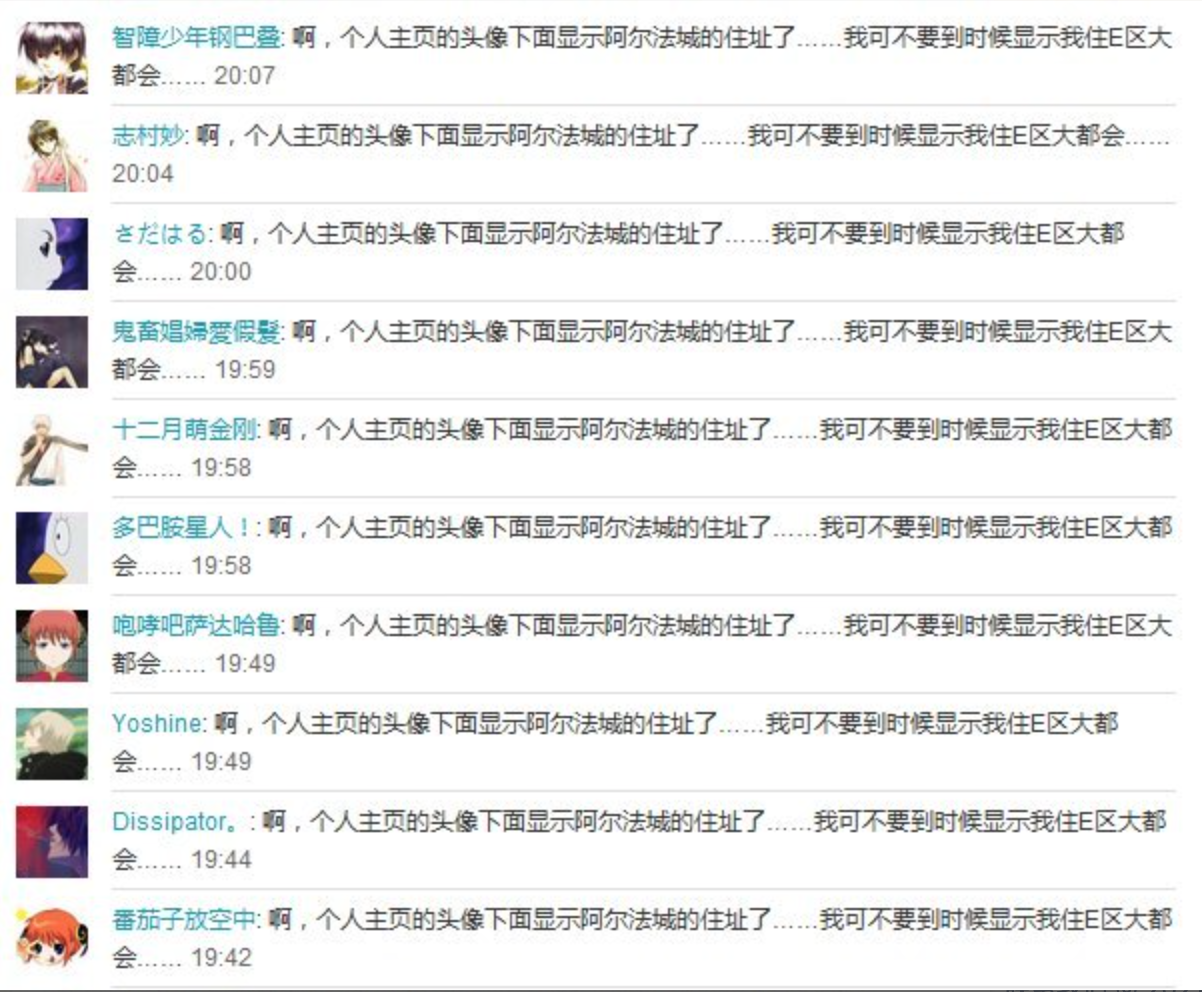 智障少年钢巴叠: 啊，个人主页的头像下面显示阿尔法城的住址了……我可不要到时候显示我住E区大
都会…… 20:07
志村妙: 啊，个人主页的头像下面显示阿尔法城的住址了……我可不要到时候显示我住E区大都会……
20:04
さだはる: 啊，个人主页的头像下面显示阿尔法城的住址了……我可不要到时候显示我住E区大都
会…… 20:00
鬼畜娼婦愛假髮: 啊，个人主页的头像下面显示阿尔法城的住址了……我可不要到时候显示我住E区大
都会…… 19:59
十二月萌金刚: 啊，个人主页的头像下面显示阿尔法城的住址了……我可不要到时候显示我住E区大都
会…… 19:58
多巴胺星人！: 啊，个人主页的头像下面显示阿尔法城的住址了……我可不要到时候显示我住E区大都
会…… 19:58
咆哮吧萨达哈鲁: 啊，个人主页的头像下面显示阿尔法城的住址了……我可不要到时候显示我住E区大
都会…… 19:49
Yoshine: 啊，个人主页的头像下面显示阿尔法城的住址了……我可不要到时候显示我住E区大都
会…… 19:49
Dissipator。: 啊，个人主页的头像下面显示阿尔法城的住址了……我可不要到时候显示我住E区大都
会…… 19:44
番茄子放空中: 啊，个人主页的头像下面显示阿尔法城的住址了……我可不要到时候显示我住E区大都
会…… 19:42